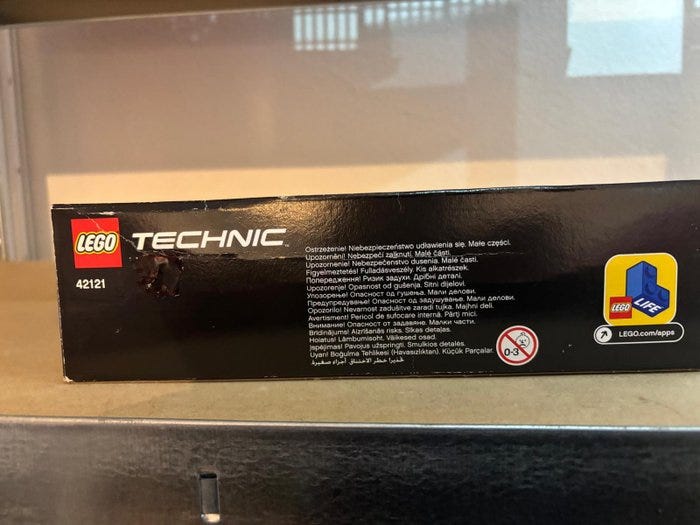 LEGO
TECHNIC
42121
Ostrzeżenie! Niebezpieczeństwo udławienia się. Małe części.
Upozornění! Nebezpečí zalknutí. Malé části.
Upozornenie! Nebezpečenstvo dusenia. Malé časti.
Figyelmeztetés! Fulladásveszély. Kis alkatrészek.
Попередження! Ризик задухи. Дрібні деталі.
Upozorenje! Opasnost od gušenja. Sitni dijelovi.
Упозорење! Опасност од гушења. Мали делови.
Предупредување! Опасност од задушување. Мали делови.
Opozorilo! Nevarnost zadušitve zaradi tujka. Majhni deli.
Avertisment! Pericol de sufocare internă. Părți mici.
Внимание! Опасност от задавяне. Малки части.
Brīdinājums! Aizrīšanās risks. Sīkas detaļas.
Hoiatus! Lämbumisoht. Väikesed osad.
Įspėjimas! Pavojus užspringti. Smulkios detalės.
Uyarı! Boğulma Tehlikesi (Havasızlıktan). Küçük Parçalar.
تحذير! خطر الاختناق. أجزاء صغيرة.
0-3
LEGO
LIFE
LEGO.com/apps